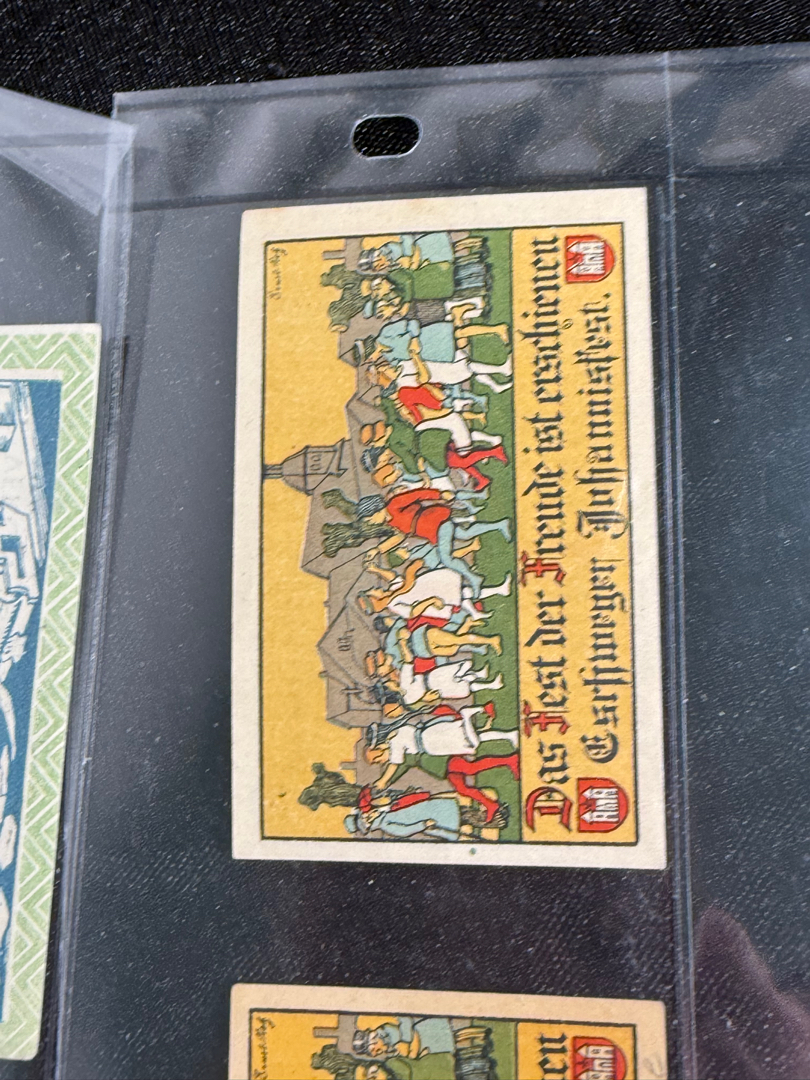 Das Fest der Freude ist erschienen
Eschweger Johannisfest.